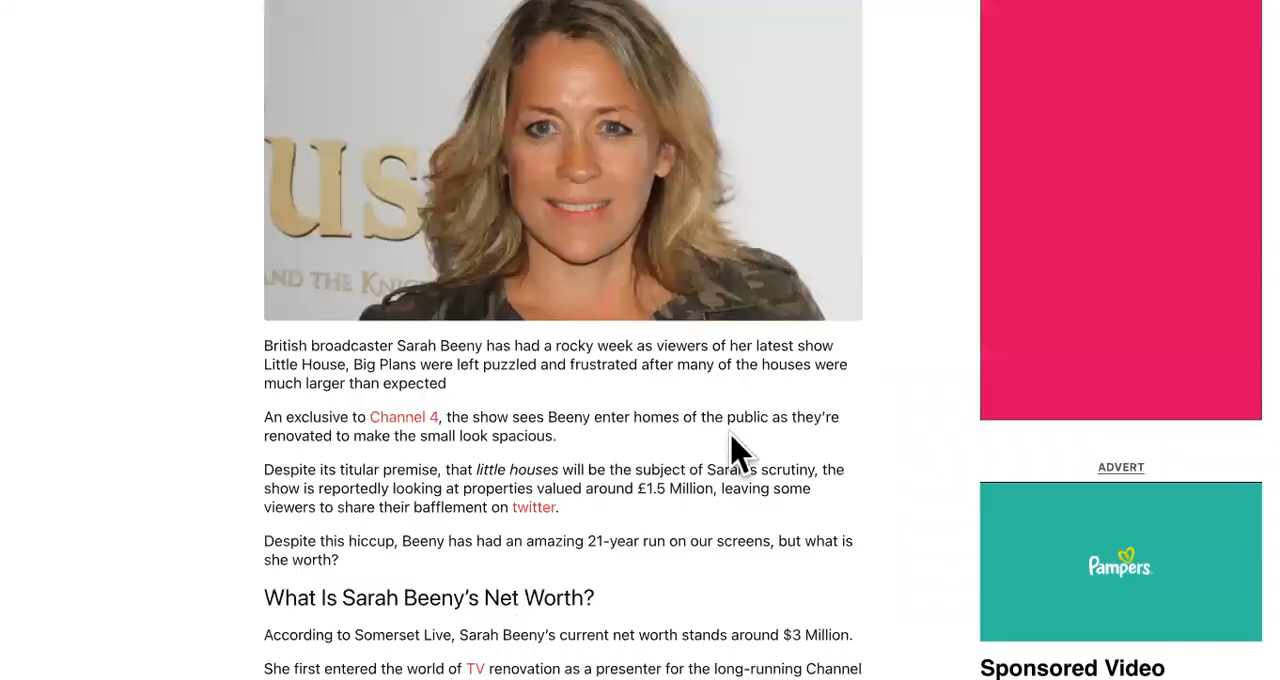 us
AND THE KNIG
British broadcaster Sarah Beeny has had a rocky week as viewers of her latest show
Little House, Big Plans were left puzzled and frustrated after many of the houses were
much larger than expected
An exclusive to Channel 4, the show sees Beeny enter homes of the public as they’re
renovated to make the small look spacious.
Despite its titular premise, that little houses will be the subject of Sarah's scrutiny, the
show is reportedly looking at properties valued around £1.5 Million, leaving some
viewers to share their bafflement on twitter.
Despite this hiccup, Beeny has had an amazing 21-year run on our screens, but what is
she worth?
What Is Sarah Beeny’s Net Worth?
According to Somerset Live, Sarah Beeny’s current net worth stands around $3 Million.
She first entered the world of TV renovation as a presenter for the long-running Channel
ADVERT
Pampers
Sponsored Video